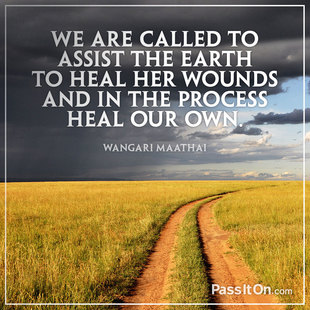 WE ARE CALLED TO
ASSIST THE EARTH
TO HEAL HER WOUNDS
AND IN THE PROCESS
HEAL OUR OWN.
WANGARI MAATHAI
PassItOn.com